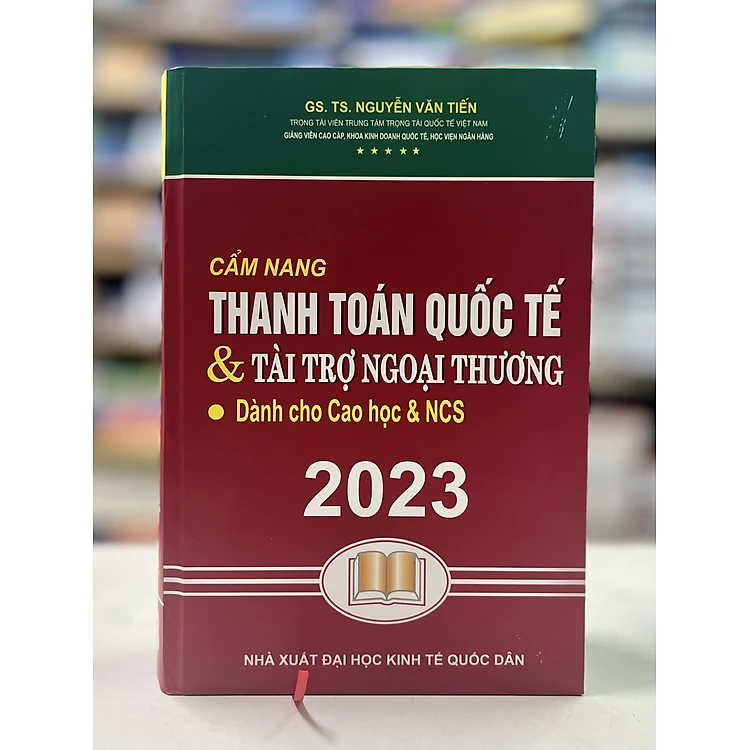 GS. TS. NGUYỄN VĂN TIẾN
TRỌNG TÀI VIÊN TRUNG TÂM TRỌNG TÀI QUỐC TẾ VIỆT NAM
GIẢNG VIÊN CAO CẤP, KHOA KINH DOANH QUỐC TẾ, HỌC VIỆN NGÂN HÀNG
CẨM NANG
THANH TOÁN QUỐC TẾ
& TÀI TRỢ NGOẠI THƯƠNG
Dành cho Cao học & NCS
2023
NHÀ XUẤT ĐẠI HỌC KINH TẾ QUỐC DÂN